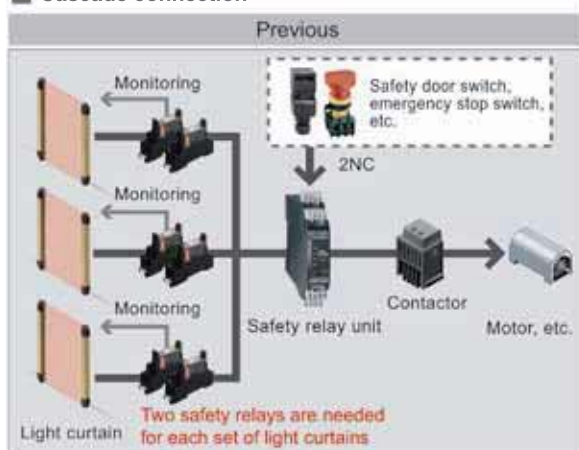 Cascade connection
Previous
Monitoring
Safety door switch,
emergency stop switch,
etc.
2NC
Monitoring
Monitoring
Safety relay unit
Contactor
Motor, etc.
Light curtain
Two safety relays are needed
for each set of light curtains